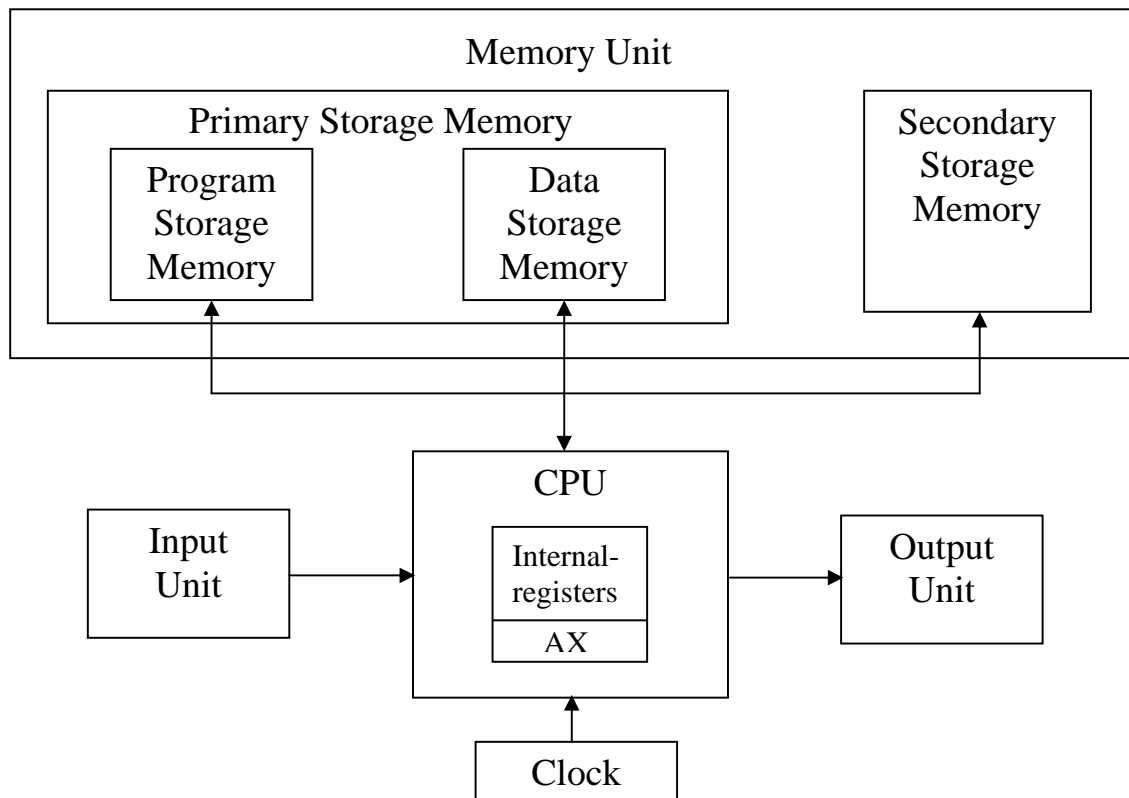 Memory Unit
Primary Storage Memory
Program
Storage
Memory
Data
Storage
Memory
Secondary
Storage
Memory
CPU
Internal-
registers
AX
Input
Unit
Output
Unit
Clock